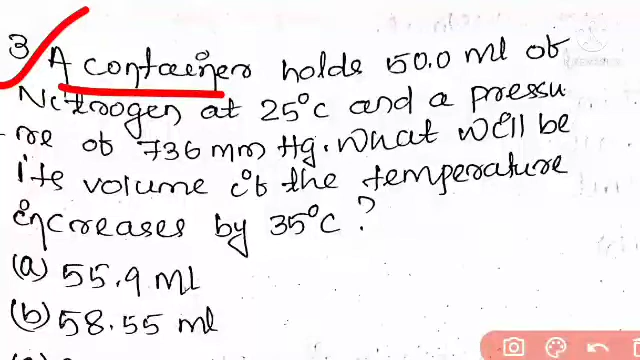 3 A container holds 50.0 ml of
Nitrogen at 25°C and a pressu
re of 736 mm Hg. What will be
its volume if the temperature
increases by 35°C?
(a) 55.9 ml
(b) 58.55 ml